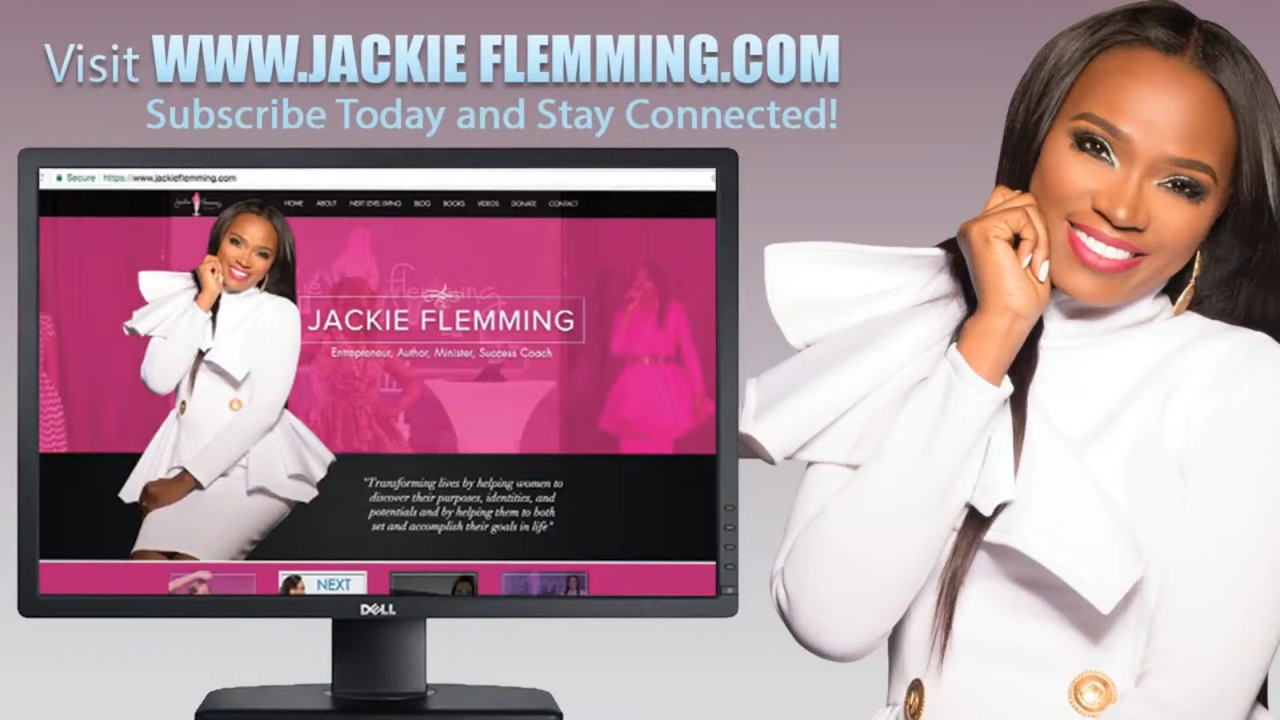 Visit WWW.JACKIE FLEMMING.COM
Subscribe Today and Stay Connected!
Secure https://www.jackieflemming.com
HOME ABOUT NEXT LEVEL LIVING BLOG BOOKS VIDEOS DONATE CONTACT
JACKIE FLEMMING
Entrepreneur, Author, Minister, Success Coach
"Transforming lives by helping women to
discover their purposes, identities, and
potentials and by helping them to both
set and accomplish their goals in life"
NEXT
DELL